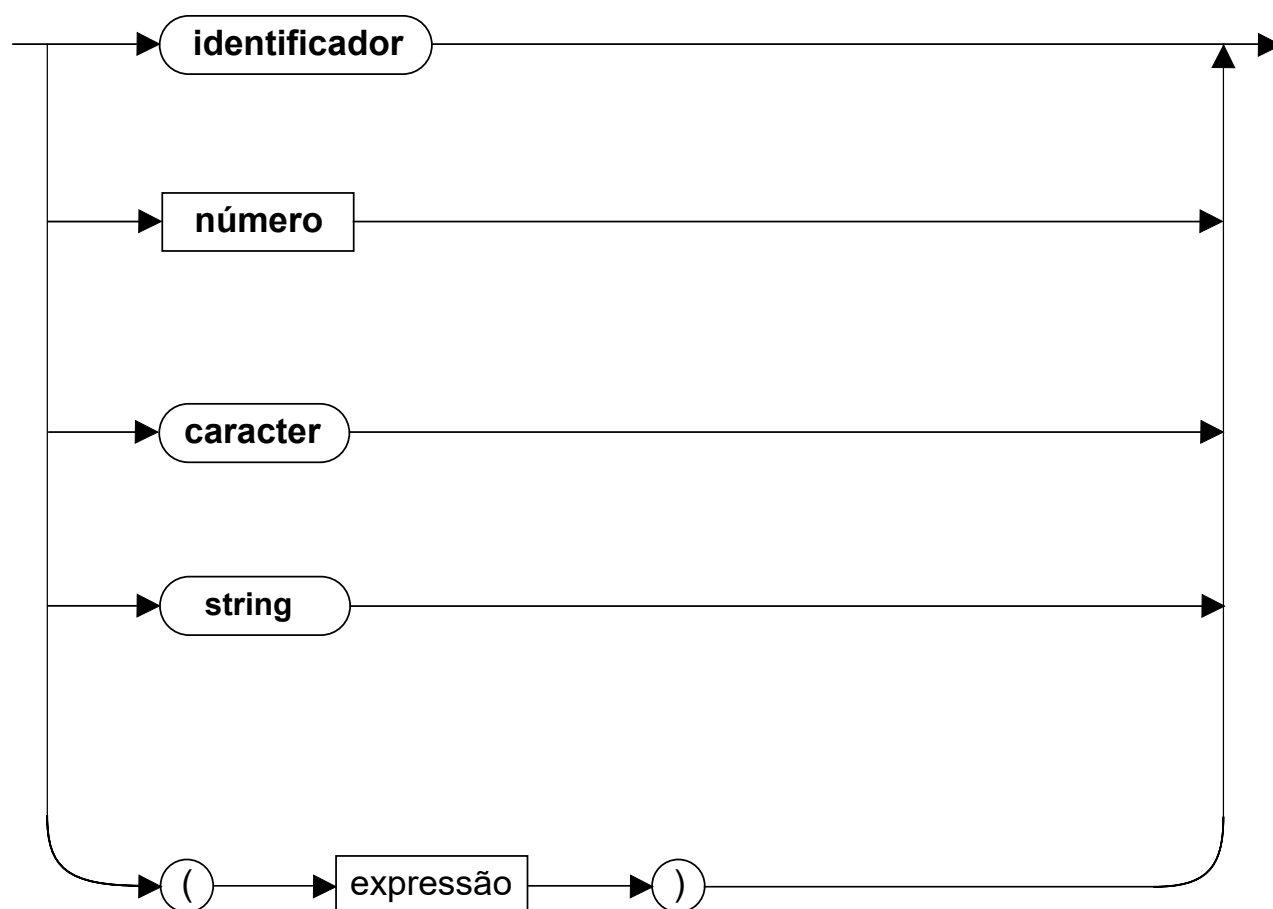 identificador
número
caracter
string
( expressão )